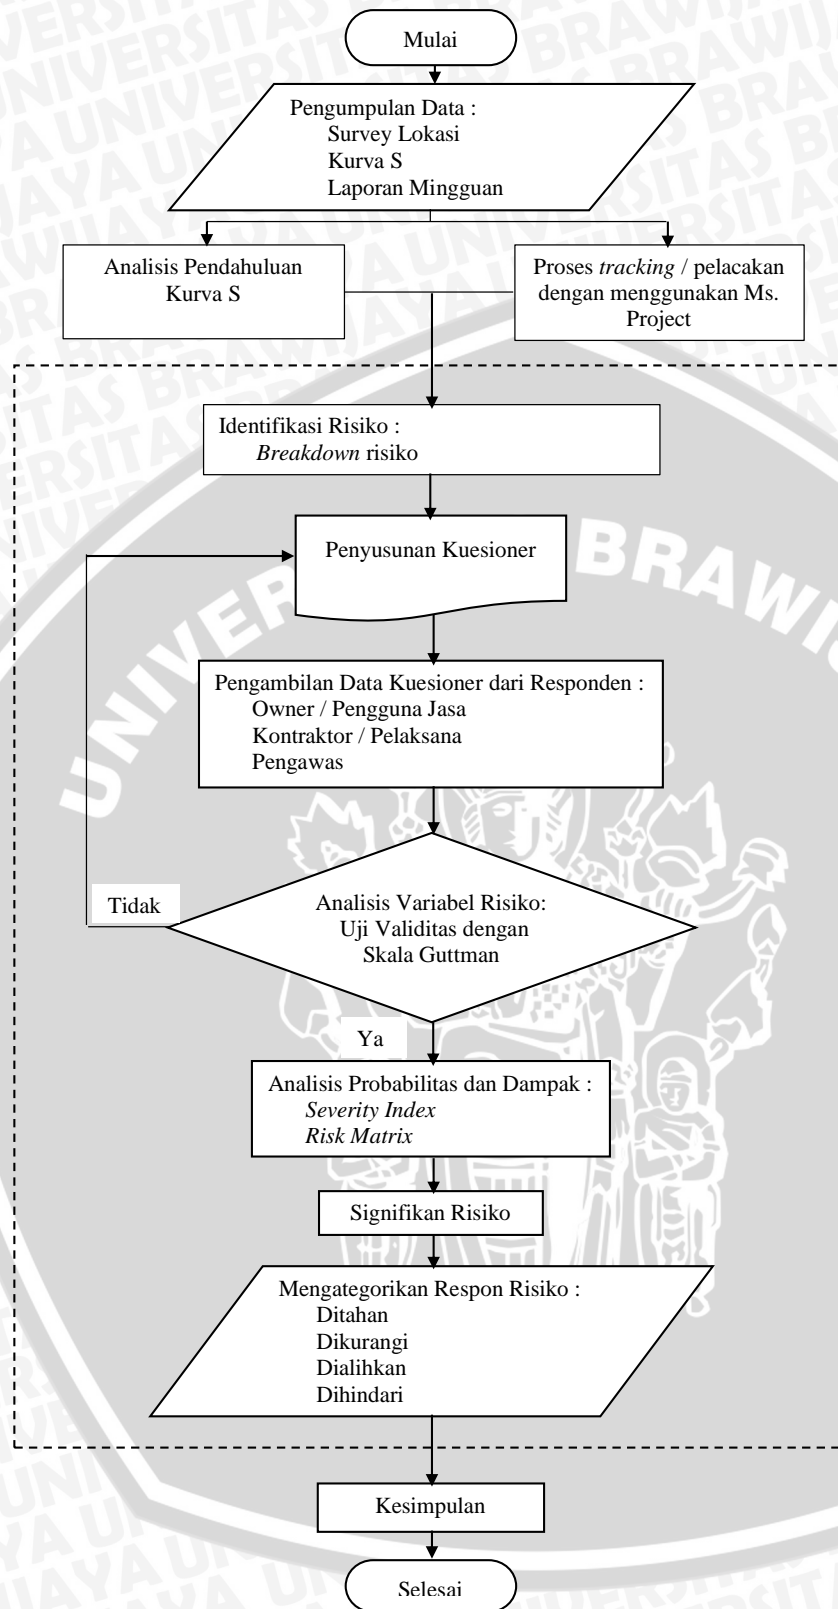 Mulai
Pengumpulan Data :
Survey Lokasi
Kurva S
Laporan Mingguan
Analisis Pendahuluan
Kurva S
Proses tracking / pelacakan
dengan menggunakan Ms.
Project
Identifikasi Risiko :
Breakdown risiko
Penyusunan Kuesioner
Pengambilan Data Kuesioner dari Responden :
Owner / Pengguna Jasa
Kontraktor / Pelaksana
Pengawas
Tidak
Analisis Variabel Risiko:
Uji Validitas dengan
Skala Guttman
Ya
Analisis Probabilitas dan Dampak :
Severity Index
Risk Matrix
Signifikan Risiko
Mengategorikan Respon Risiko :
Ditahan
Dikurangi
Dialihkan
Dihindari
Kesimpulan
Selesai